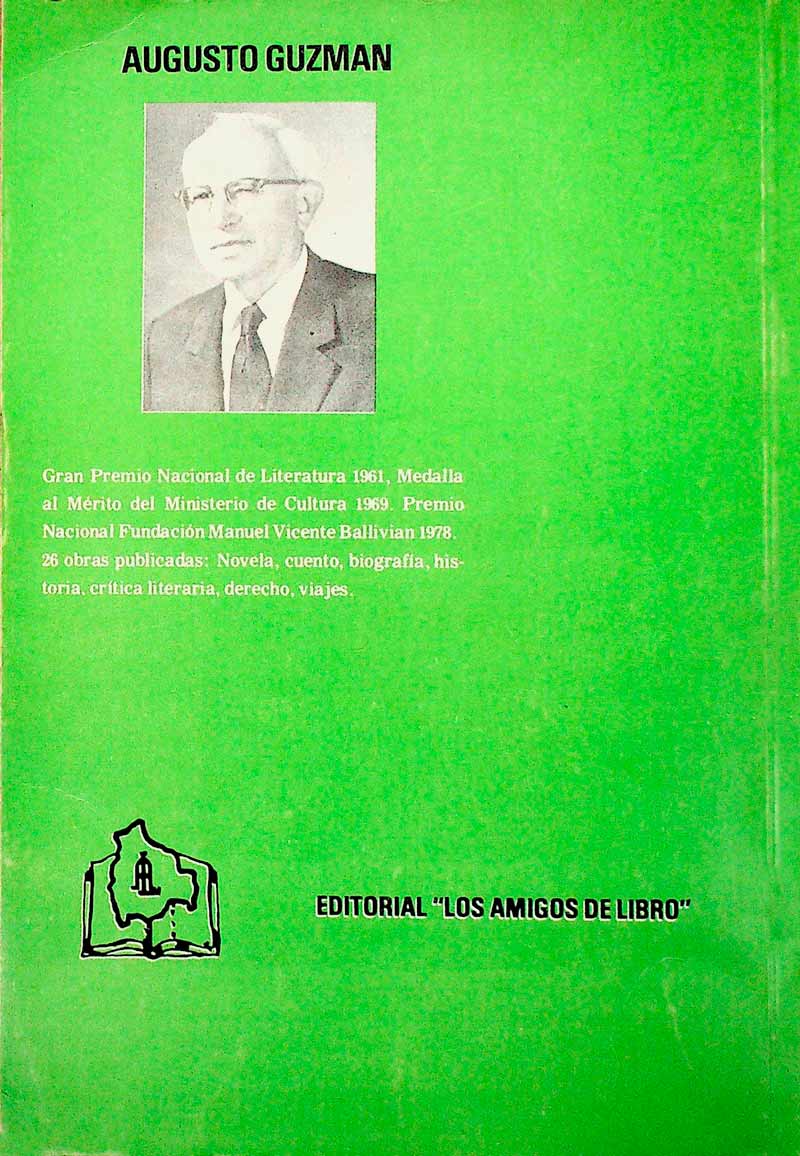 AUGUSTO GUZMAN
Gran Premio Nacional de Literatura 1961, Medalla
al Mérito del Ministerio de Cultura 1969. Premio
Nacional Fundación Manuel Vicente Ballivian 1978.
26 obras publicadas: Novela, cuento, biografía, his-
toria, crítica literaria, derecho, viajes.
EDITORIAL "LOS AMIGOS DE LIBRO"